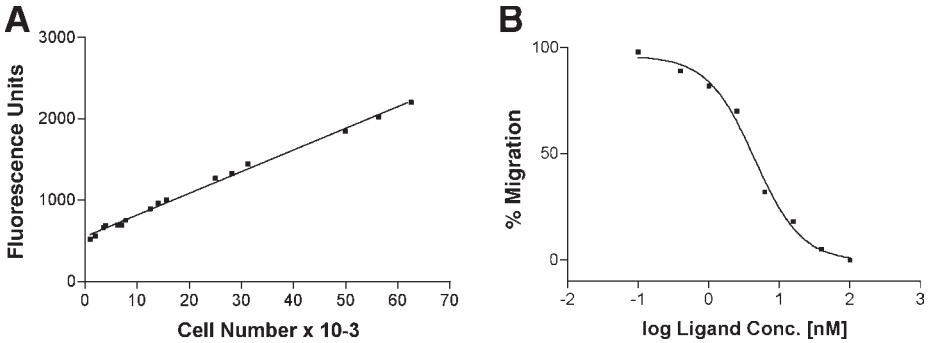 A
3000
2000
1000
0
0 10 20 30 40 50 60 70
Fluorescence Units
Cell Number x 10-3
B
100
50
0
-2 -1 0 1 2 3
% Migration
log Ligand Conc. [nM]